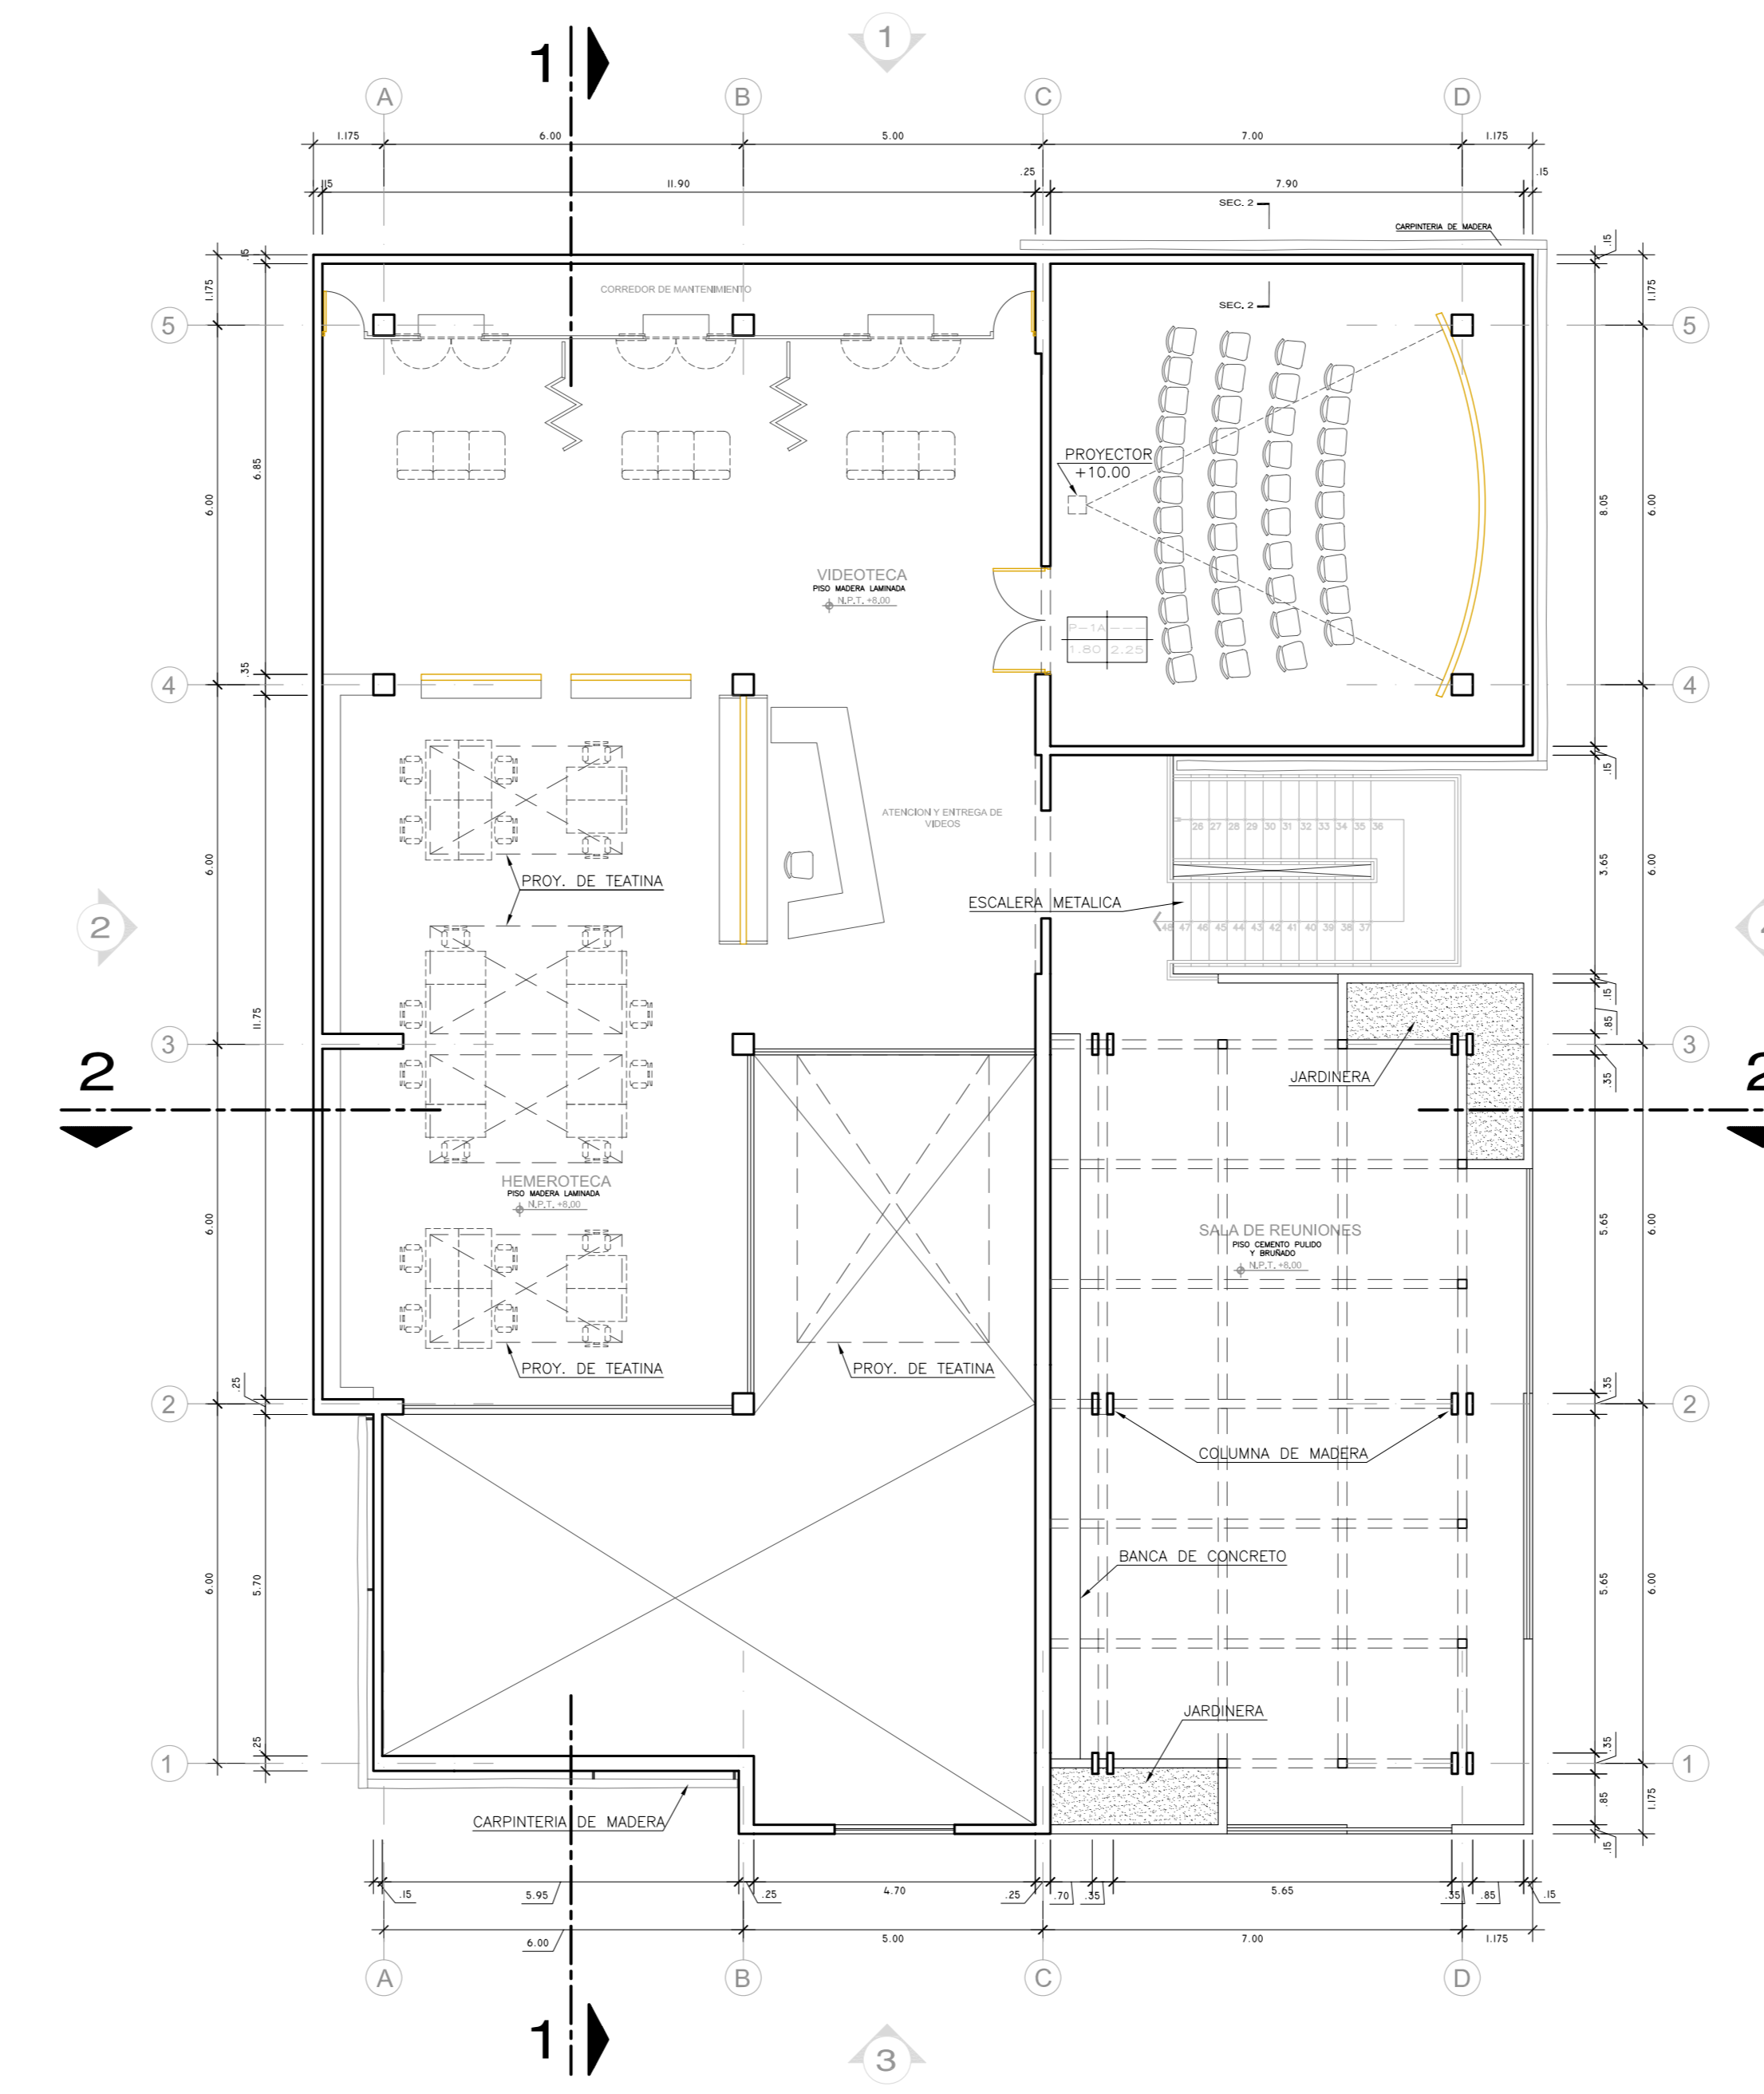 1
1
A
B
C
D
1.175
6.00
5.00
7.00
1.175
.15
11.90
.25
7.90
.15
SEC. 2
CARPINTERIA DE MADERA
.15
.15
CORREDOR DE MANTENIMIENTO
SEC. 2
1.175
1.175
5
5
PROYECTOR
+10.00
6.85
6.00
8.05
6.00
VIDEOTECA
PISO MADERA LAMINADA
N.P.T. +8.00
P-1A ---
1.80 2.25
.35
4
4
.15
ATENCION Y ENTREGA DE
VIDEOS
26 27 28 29 30 31 32 33 34 35 36
6.00
3.65
6.00
PROY. DE TEATINA
ESCALERA METALICA
2
48 47 46 45 44 43 42 41 40 39 38 37
.15
11.75
.85
3
3
2
.35
JARDINERA
HEMEROTECA
PISO MADERA LAMINADA
N.P.T. +8.00
SALA DE REUNIONES
PISO CEMENTO PULIDO
Y BRUÑADO
N.P.T. +8.00
6.00
5.65
6.00
PROY. DE TEATINA
PROY. DE TEATINA
.25
.35
2
2
COLUMNA DE MADERA
BANCA DE CONCRETO
6.00
5.70
5.65
6.00
JARDINERA
.25
.35
1
1
.85
1.175
CARPINTERIA DE MADERA
.15
.15
5.95
.25
4.70
.25
.70
.35
5.65
.35
.85
.15
6.00
5.00
7.00
1.175
A
B
C
D
1
3